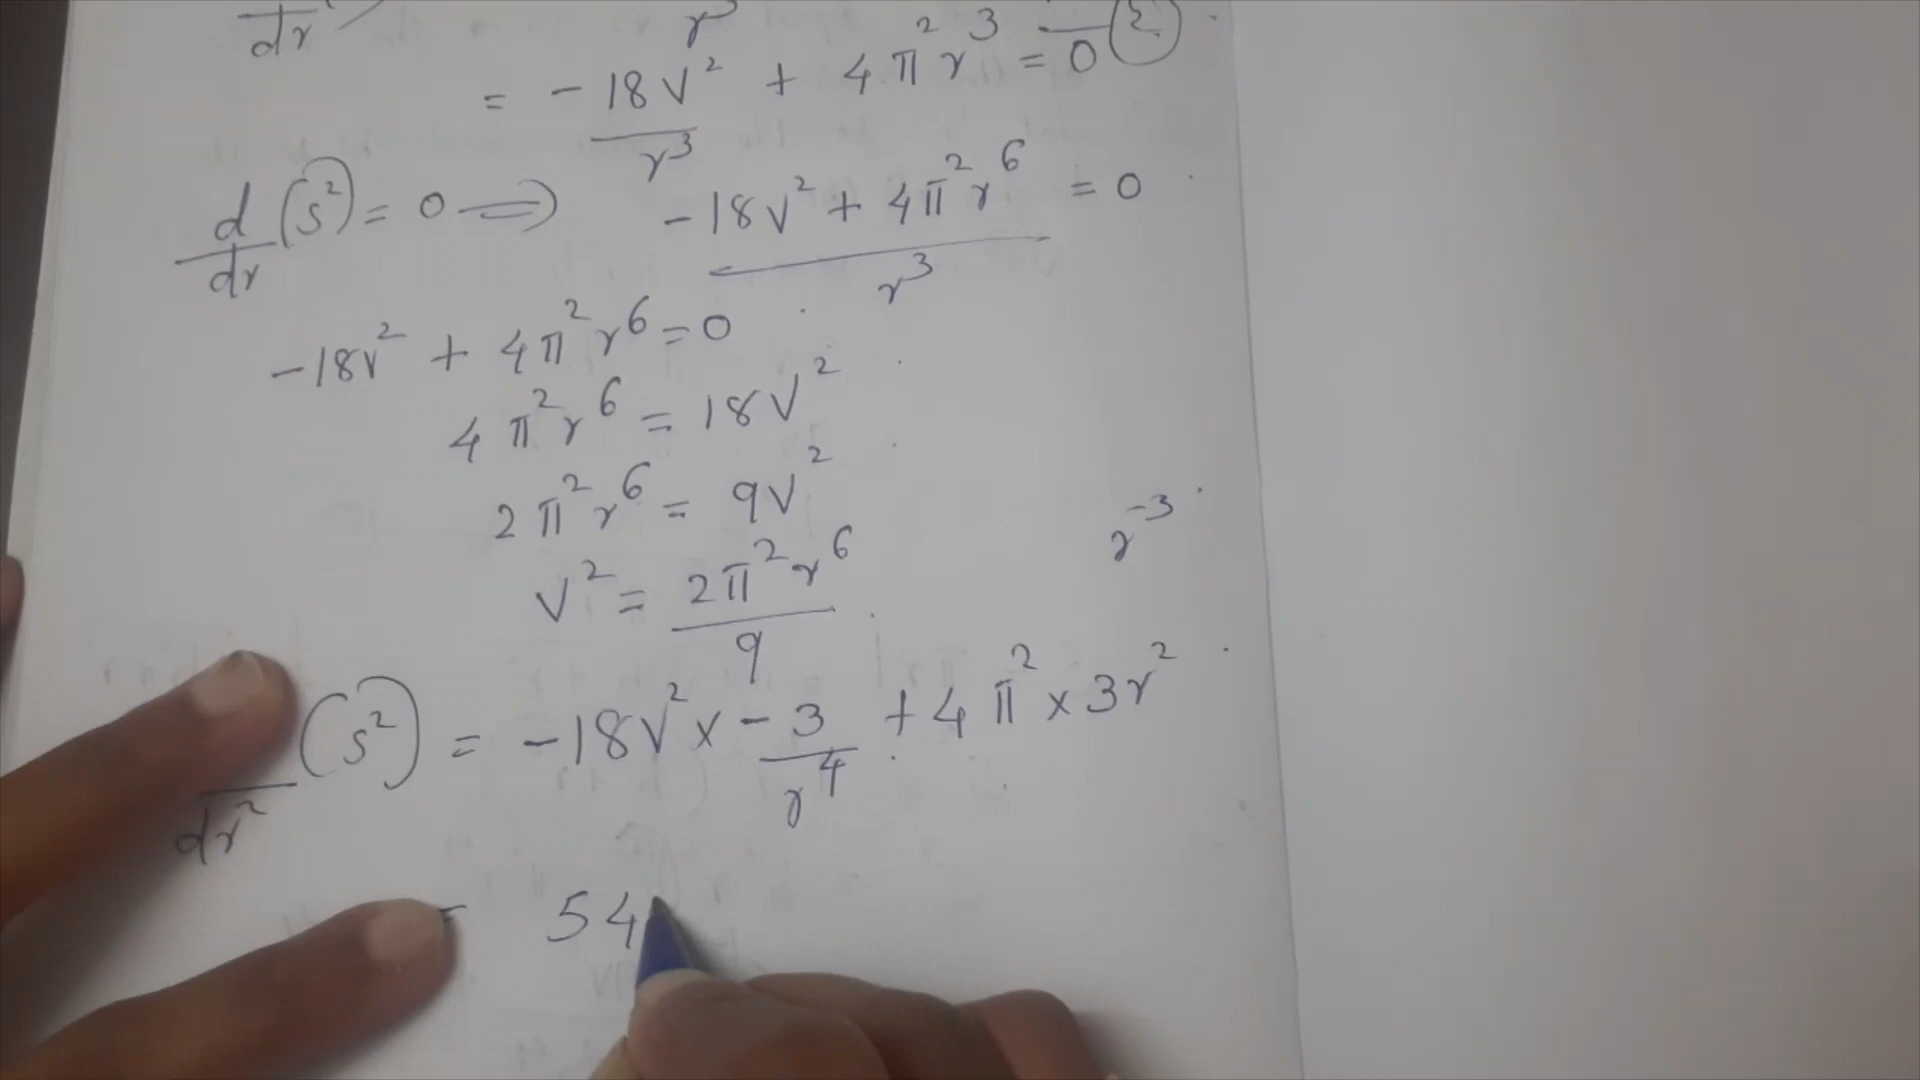 dr r³
= -18V²/r³ + 4π²r³ = 0 (2)
d/dr (s²) = 0 ⟹ (-18V² + 4π²r⁶)/r³ = 0
-18V² + 4π²r⁶ = 0
4π²r⁶ = 18V²
2π²r⁶ = 9V²
r⁻³
V² = 2π²r⁶/9
/dr² (s²) = -18V² x -3/r⁴ + 4π² x 3r²
= 54